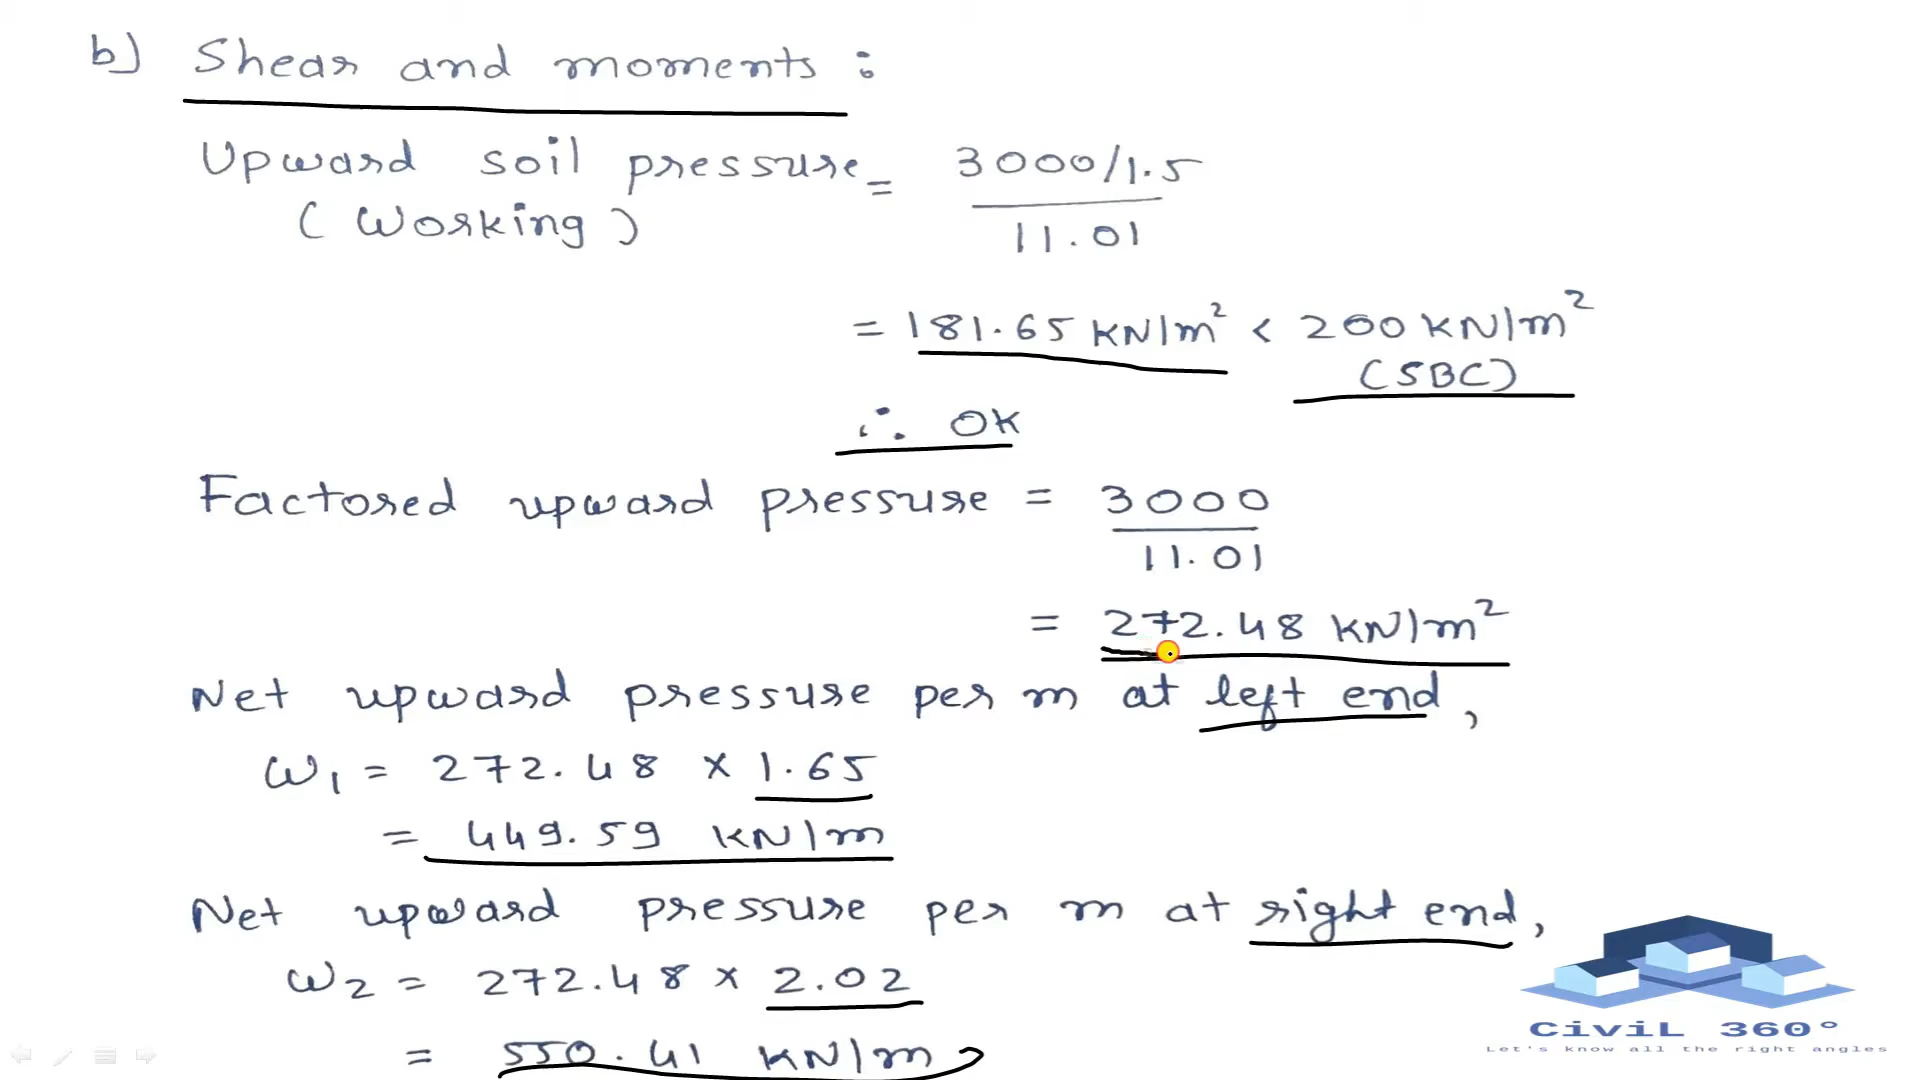 b) Shear and moments :
Upward soil pressure = 3000/1.5
(Working) 11.01
= 181.65 KN/m² < 200 KN/m²
(SBC)
∴ OK
Factored upward pressure = 3000
11.01
= 272.48 KN/m²
Net upward pressure per m at left end,
W1 = 272.48 × 1.65
= 449.59 KN/m
Net upward pressure per m at right end,
W2 = 272.48 × 2.02
= 550.41 KN/m
CiviL 360°
Let's know all the right angles